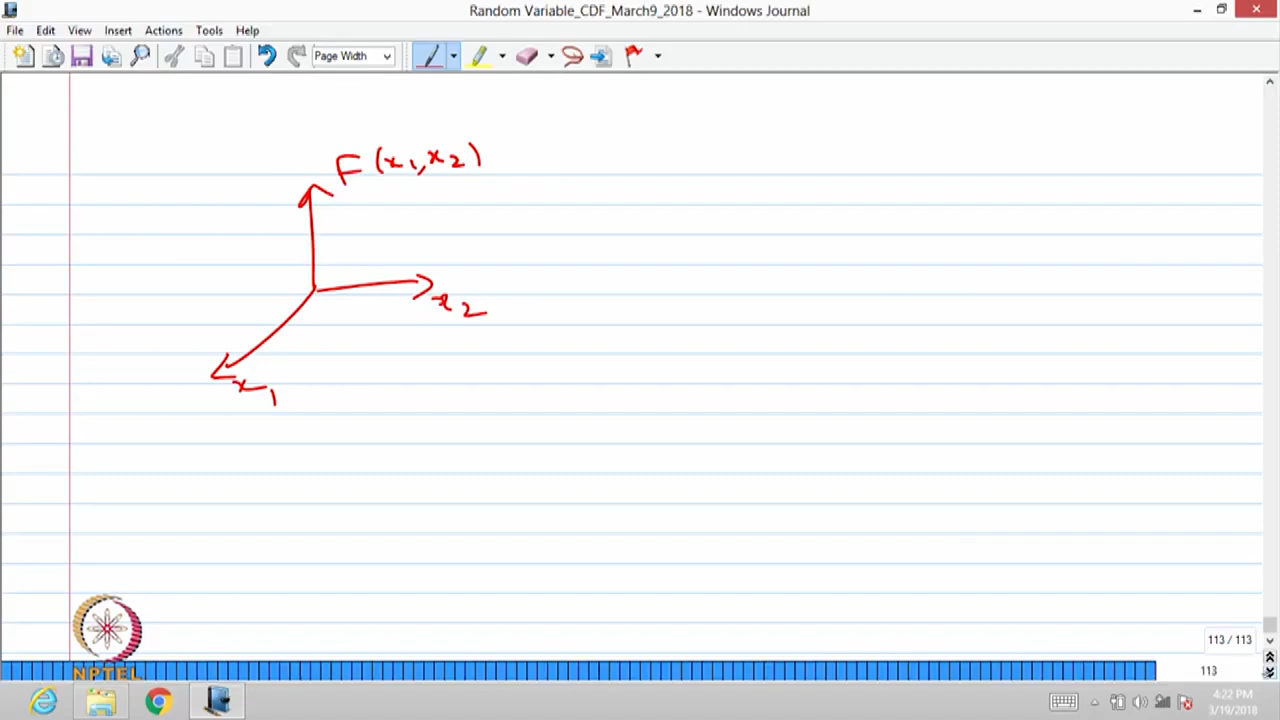 Random Variable_CDF_March9_2018 - Windows Journal
File Edit View Insert Actions Tools Help
Page Width
F (x1,x2)
x2
x1
113 / 113
NPTEL
113
4:22 PM
3/19/2018